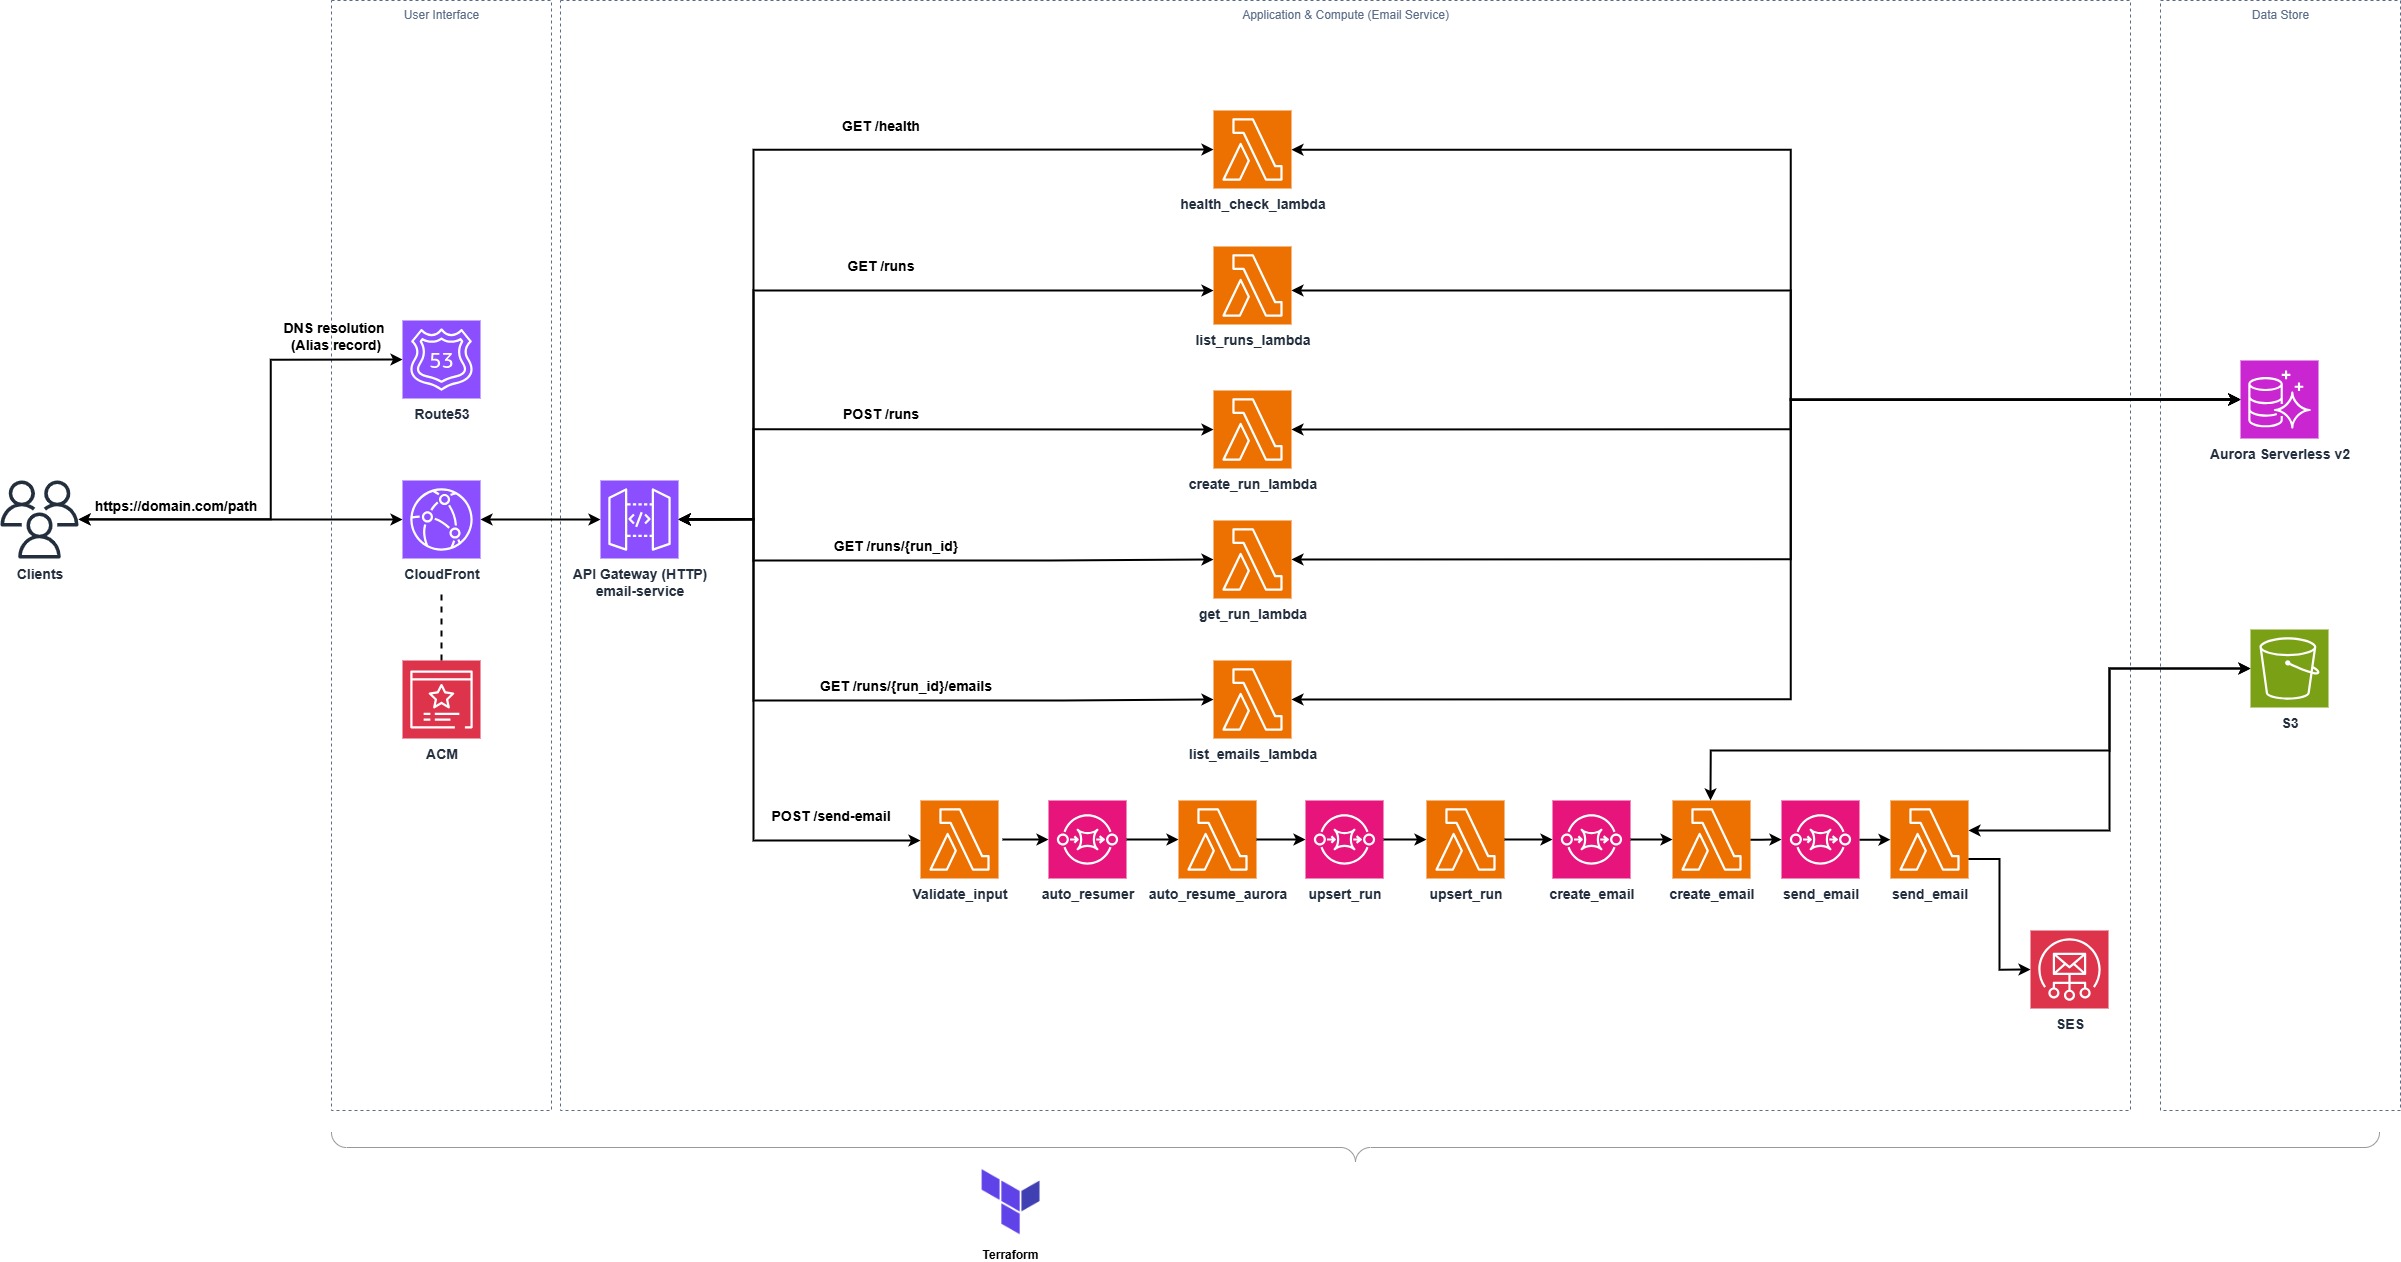 User Interface
Application & Compute (Email Service)
Data Store
GET /health
health_check_lambda
GET /runs
list_runs_lambda
DNS resolution
(Alias record)
53
Route53
POST /runs
create_run_lambda
Aurora Serverless v2
https://domain.com/path
Clients
CloudFront
</>
API Gateway (HTTP)
email-service
GET /runs/{run_id}
get_run_lambda
GET /runs/{run_id}/emails
list_emails_lambda
ACM
S3
POST /send-email
Validate_input
auto_resumer
auto_resume_aurora
upsert_run
upsert_run
create_email
create_email
send_email
send_email
SES
Terraform